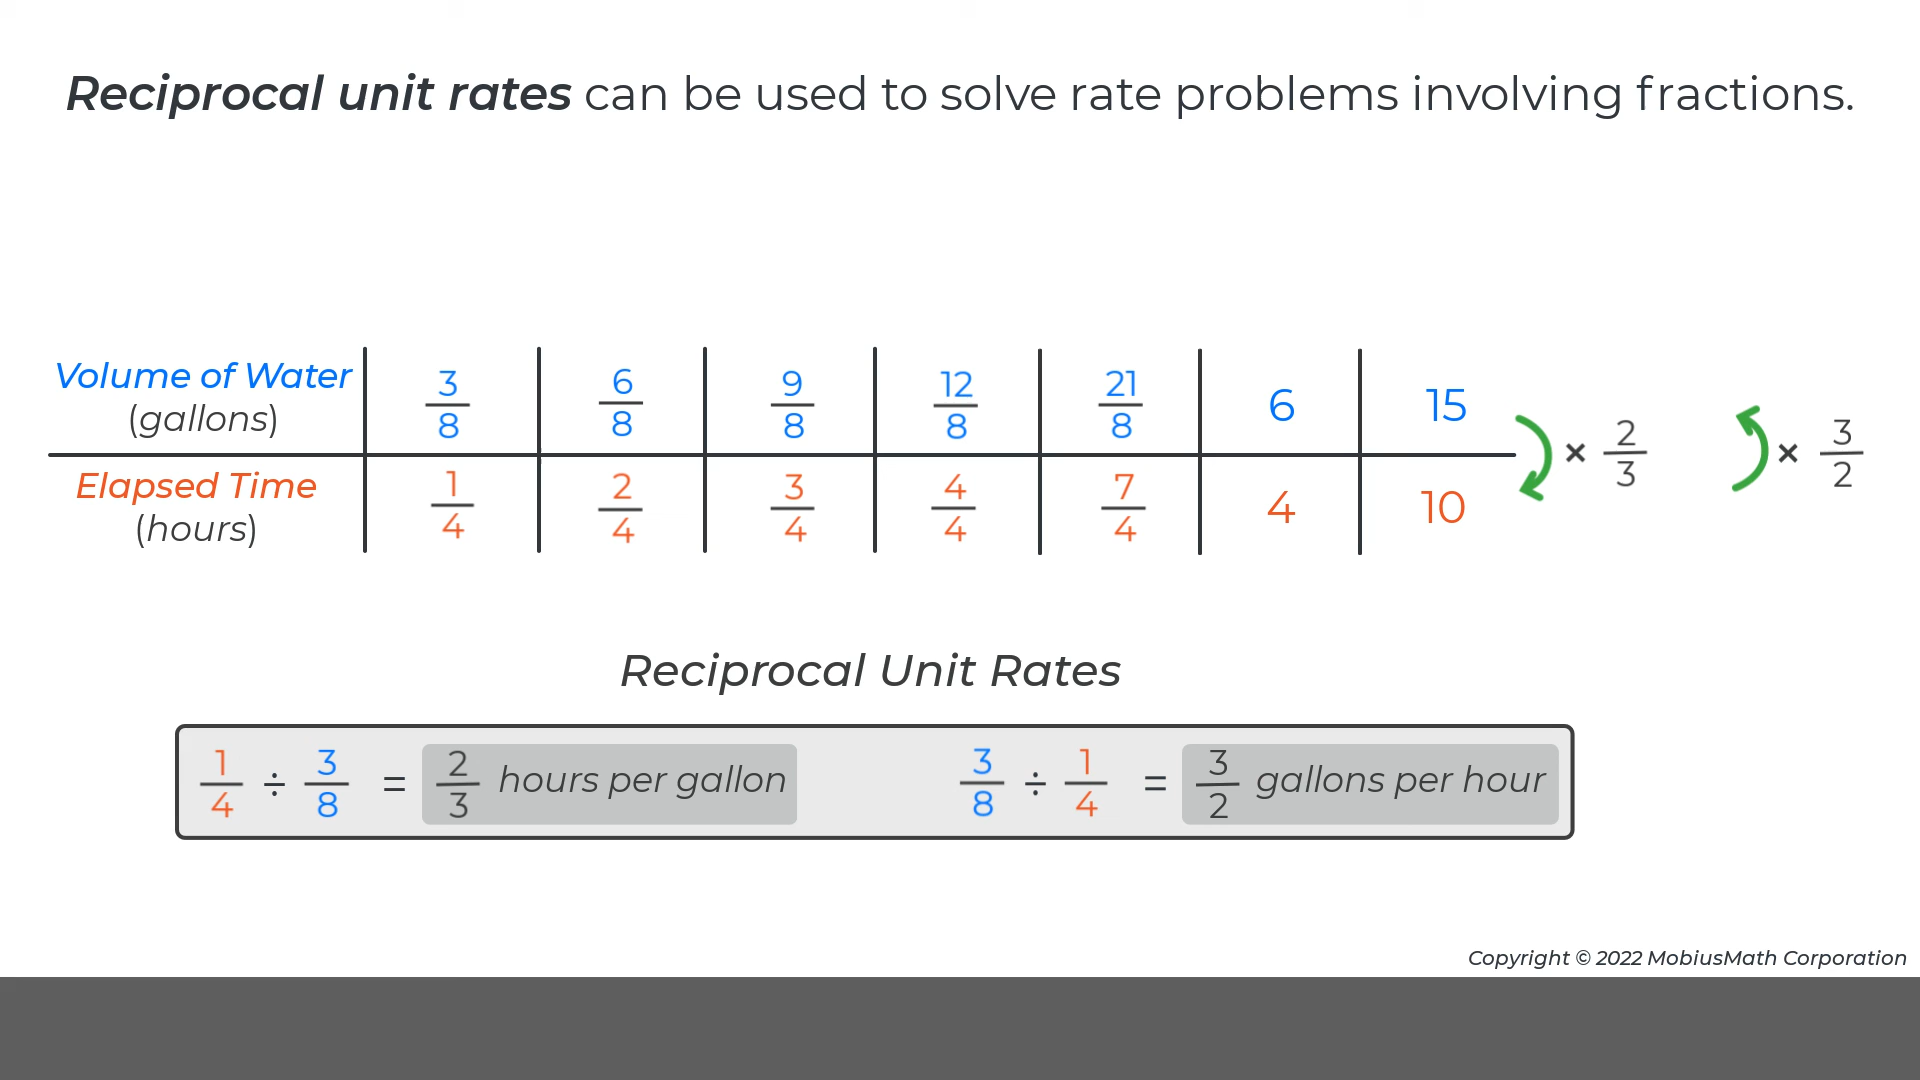 Reciprocal unit rates can be used to solve rate problems involving fractions.
Volume of Water (gallons) 3/8 6/8 9/8 12/8 21/8 6 15
Elapsed Time (hours) 1/4 2/4 3/4 4/4 7/4 4 10
× 2/3 × 3/2
Reciprocal Unit Rates
1/4 ÷ 3/8 = 2/3 hours per gallon 3/8 ÷ 1/4 = 3/2 gallons per hour
Copyright © 2022 MobiusMath Corporation